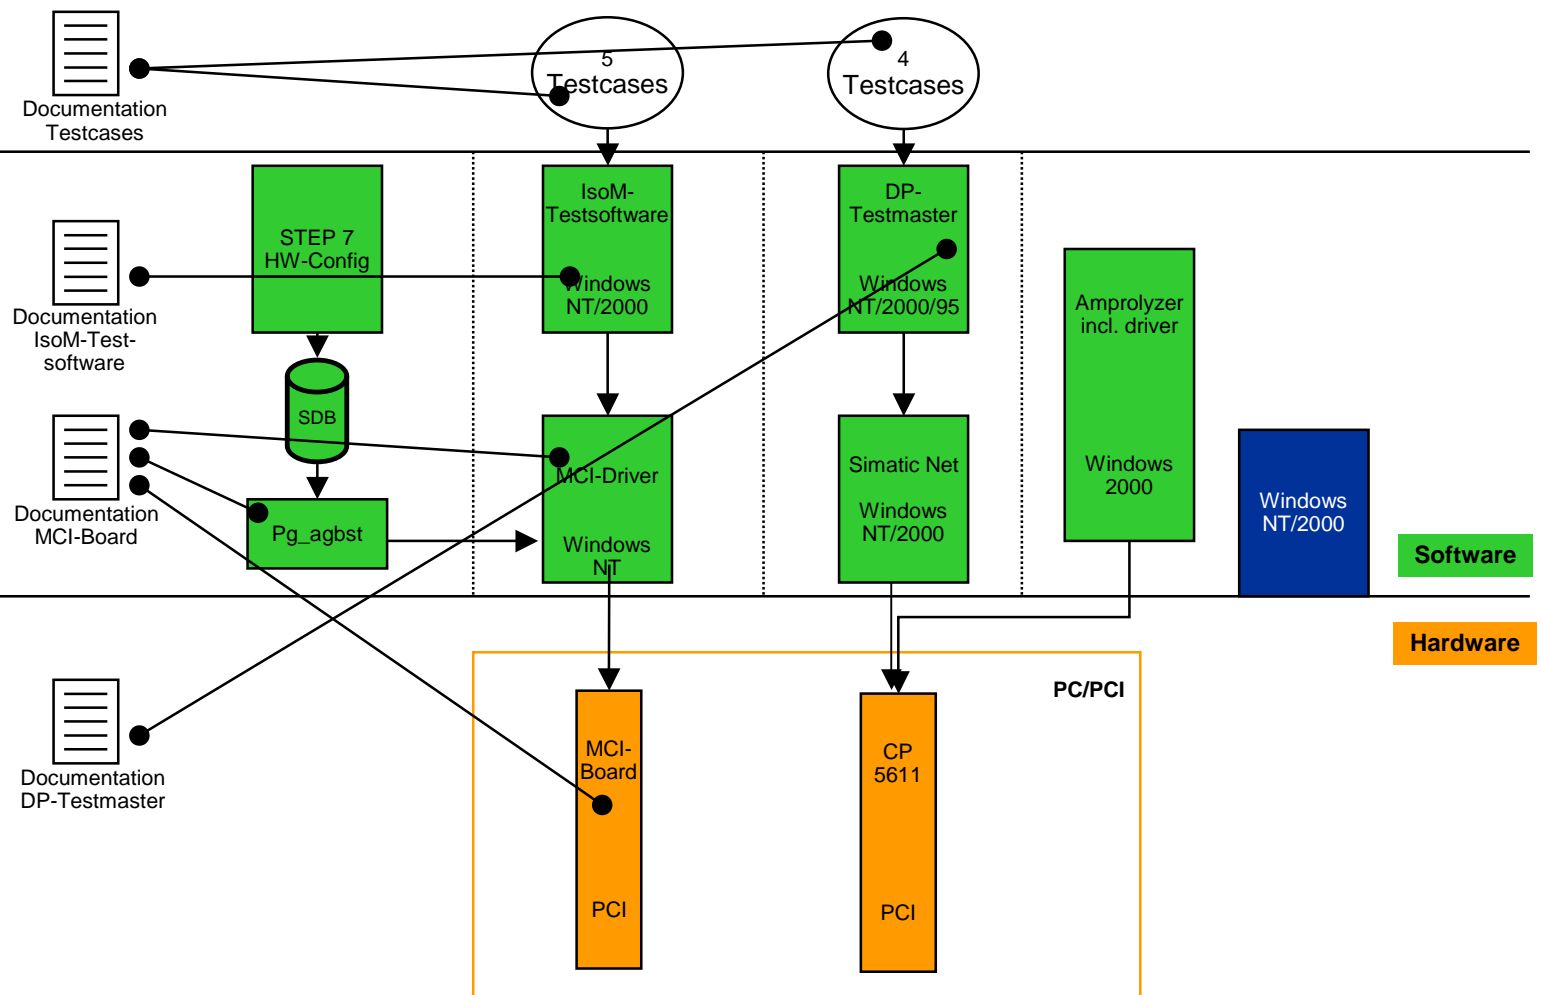 5
Testcases
4
Testcases
Documentation
Testcases
STEP 7
HW-Config
IsoM-
Testsoftware
Windows
NT/2000
DP-
Testmaster
Windows
NT/2000/95
Amprolyzer
incl. driver
Windows
2000
Documentation
IsoM-Test-
software
SDB
Documentation
MCI-Board
Pg_agbst
MCI-Driver
Windows
NT
Simatic Net
Windows
NT/2000
Windows
NT/2000
Software
Hardware
PC/PCI
Documentation
DP-Testmaster
MCI-
Board
PCI
CP
5611
PCI